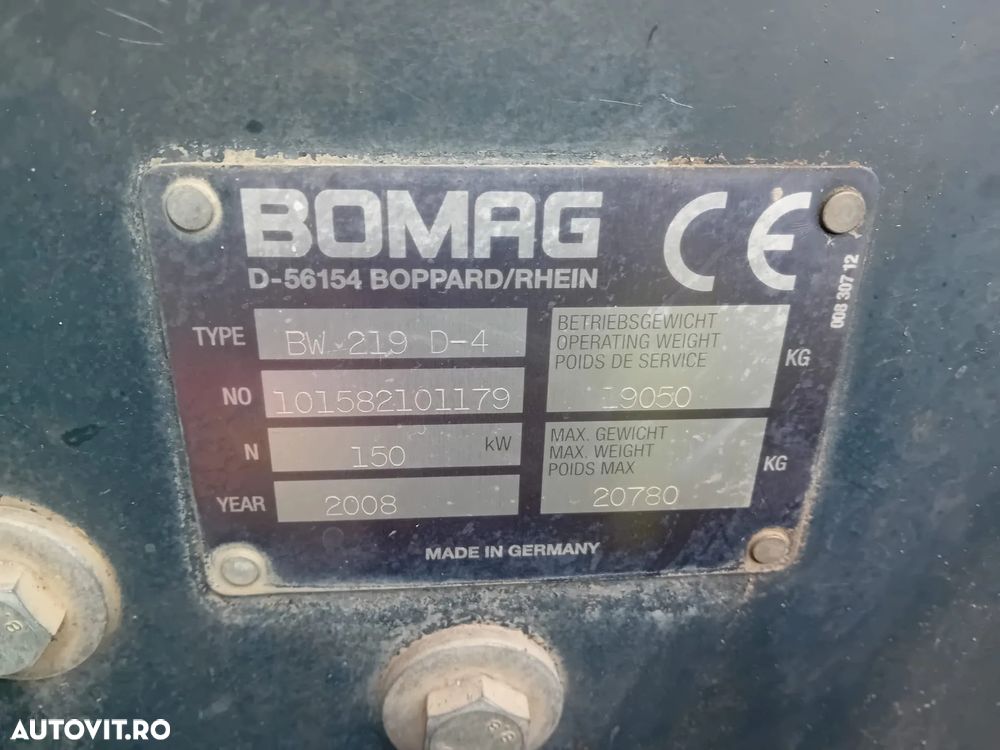 BOMAG
CE
D-56154 BOPPARD/RHEIN
008 307 12
TYPE BW 219 D-4
NO 101582101179
N 150 kW
YEAR 2008
BETRIEBSGEWICHT
OPERATING WEIGHT
POIDS DE SERVICE
19050 KG
MAX. GEWICHT
MAX. WEIGHT
POIDS MAX
20780 KG
MADE IN GERMANY
AUTOVIT.RO